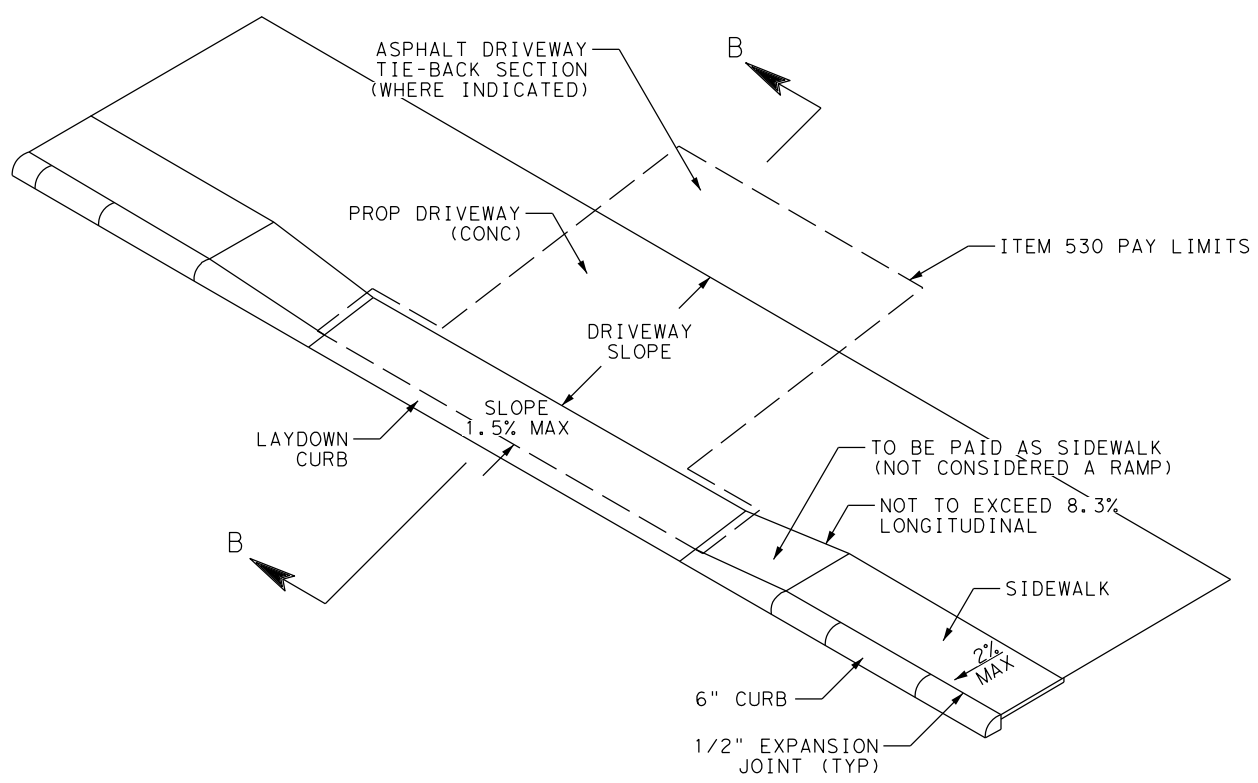 ASPHALT DRIVEWAY
TIE-BACK SECTION
(WHERE INDICATED)
B
PROP DRIVEWAY
(CONC)
ITEM 530 PAY LIMITS
DRIVEWAY
SLOPE
SLOPE
1.5% MAX
LAYDOWN
CURB
TO BE PAID AS SIDEWALK
(NOT CONSIDERED A RAMP)
NOT TO EXCEED 8.3%
LONGITUDINAL
B
SIDEWALK
2%
MAX
6" CURB
1/2" EXPANSION
JOINT (TYP)